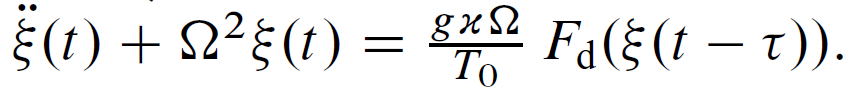 ξ̈(t) + Ω²ξ(t) = gϰΩ/T₀ F_d(ξ(t − τ)).